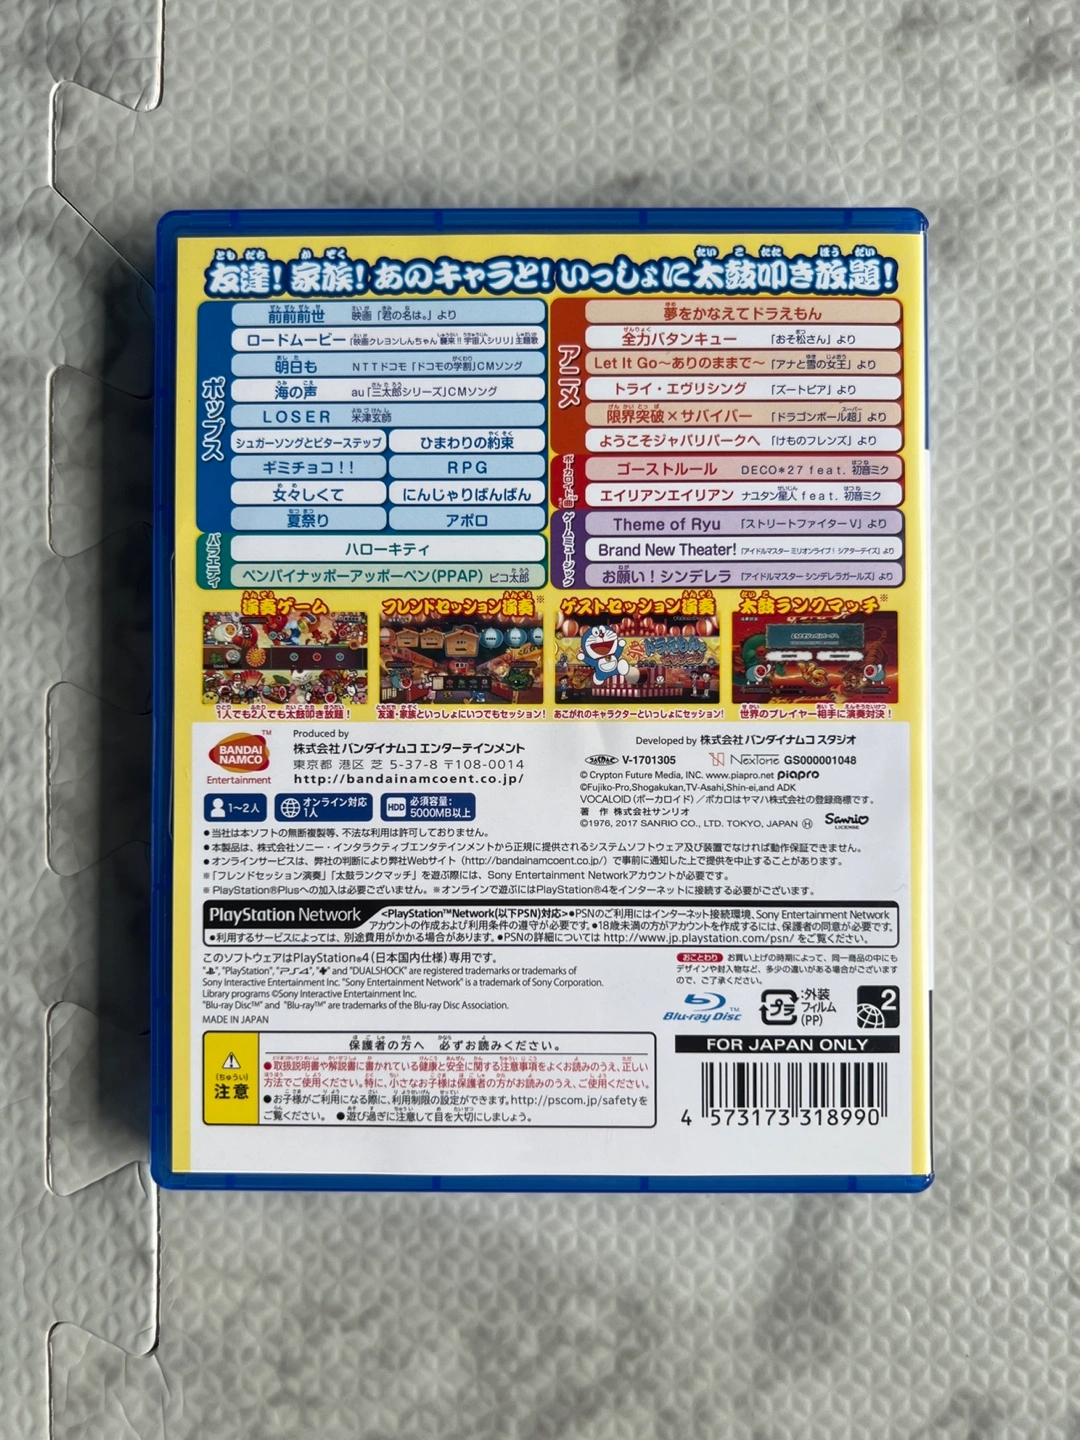 友達！家族！あのキャラと！いっしょに太鼓叩き放題！
ポップス
前前前世 映画「君の名は。」より
ロードムービー 「映画クレヨンしんちゃん 襲来!! 宇宙人シリリ」主題歌
明日も NTTドコモ「ドコモの学割」CMソング
海の声 au「三太郎シリーズ」CMソング
LOSER 米津玄師
シュガーソングとビターステップ ひまわりの約束
ギミチョコ！！ RPG
女々しくて にんじゃりばんばん
夏祭り アポロ
バラエティ
ハローキティ
ペンパイナッポーアッポーペン(PPAP) ピコ太郎
アニメ
夢をかなえてドラえもん
全力バタンキュー 「おそ松さん」より
Let It Go～ありのままで～ 「アナと雪の女王」より
トライ・エヴリシング 「ズートピア」より
限界突破×サバイバー 「ドラゴンボール超」より
ようこそジャパリパークへ 「けものフレンズ」より
ボーカロイド™曲
ゴーストルール DECO*27 feat. 初音ミク
エイリアンエイリアン ナユタン星人 feat. 初音ミク
ゲームミュージック
Theme of Ryu 「ストリートファイターV」より
Brand New Theater! 「アイドルマスター ミリオンライブ！ シアターデイズ」より
お願い！シンデレラ 「アイドルマスター シンデレラガールズ」より
演奏ゲーム
1人でも2人でも太鼓叩き放題！
フレンドセッション演奏※
友達・家族といっしょにいつでもセッション！
ゲストセッション演奏
あこがれのキャラクターといっしょにセッション！
太鼓ランクマッチ※
世界のプレイヤー相手に演奏対決！
BANDAI NAMCO Entertainment
Produced by
株式会社 バンダイナムコ エンターテインメント
東京都 港区 芝 5-37-8 〒108-0014
http://bandainamcoent.co.jp/
1～2人
オンライン対応 1人
HDD 必須容量： 5000MB以上
Developed by 株式会社 バンダイナムコ スタジオ
V-1701305 NexTone GS000001048
© Crypton Future Media, INC. www.piapro.net piapro
©Fujiko-Pro,Shogakukan,TV-Asahi,Shin-ei,and ADK
VOCALOID（ボーカロイド）／ボカロはヤマハ株式会社の登録商標です。
著 作 株式会社サンリオ
©1976, 2017 SANRIO CO., LTD. TOKYO, JAPAN Ⓗ Sanrio LICENSE
●当社は本ソフトの無断複製等、不法な利用は許可しておりません。
●本製品は、株式会社ソニー・インタラクティブエンタテインメントから正規に提供されるシステムソフトウェア及び装置でなければ動作保証できません。
●オンラインサービスは、弊社の判断により弊社Webサイト（http://bandainamcoent.co.jp/）で事前に通知した上で提供を中止することがあります。
※「フレンドセッション演奏」「太鼓ランクマッチ」を遊ぶ際には、Sony Entertainment Networkアカウントが必要です。
※PlayStation®Plusへの加入は必要ございません。※オンラインで遊ぶにはPlayStation®4をインターネットに接続する必要がございます。
PlayStation Network
<PlayStation™Network(以下PSN)対応>●PSNのご利用にはインターネット接続環境、Sony Entertainment Network
アカウントの作成および利用条件の遵守が必要です。●18歳未満の方がアカウントを作成するには、保護者の同意が必要です。
●利用するサービスによっては、別途費用がかかる場合があります。●PSNの詳細については http://www.jp.playstation.com/psn/ をご覧ください。
このソフトウェアはPlayStation®4（日本国内仕様）専用です。
"PlayStation", "PS4", and "DUALSHOCK" are registered trademarks or trademarks of
Sony Interactive Entertainment Inc. "Sony Entertainment Network" is a trademark of Sony Corporation.
Library programs ©Sony Interactive Entertainment Inc.
"Blu-ray Disc™" and "Blu-ray™" are trademarks of the Blu-ray Disc Association.
MADE IN JAPAN
おことわり お買い上げの時期によって、同一商品の中にも
デザインや封入物など、多少の違いがある場合がございます
ので、ご了承ください。
Blu-ray Disc™
プラ ：外装フィルム(PP)
2
FOR JAPAN ONLY
(ちゅうい) 注意
保護者の方へ 必ずお読みください。
●取扱説明書や解説書に書かれている健康と安全に関する注意事項をよくお読みのうえ、正しい
方法でご使用ください。特に、小さなお子様は保護者の方がお読みのうえ、ご使用ください。
●お子様がご利用になる際に、利用制限の設定ができます。http://pscom.jp/safetyを
ご覧ください。 ●遊び過ぎに注意して目を大切にしましょう。
4 573173 318990